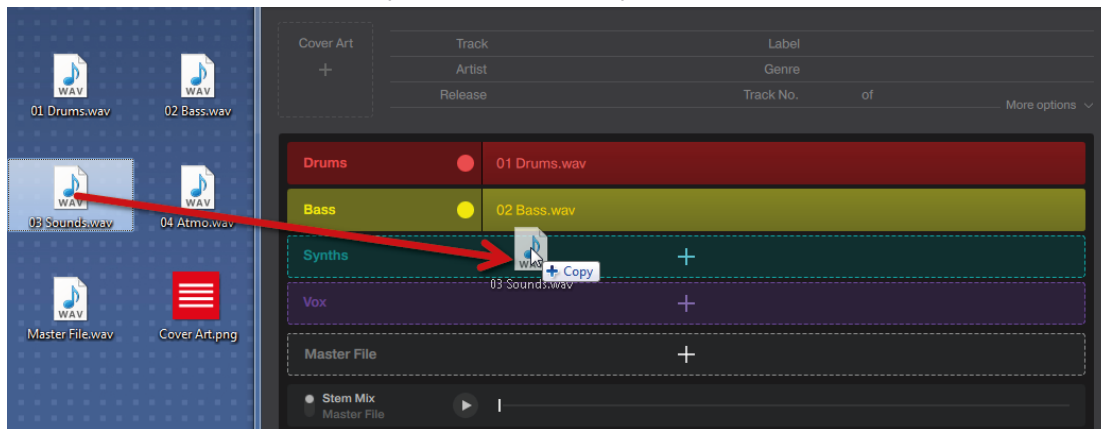 WAV
01 Drums.wav
WAV
02 Bass.wav
WAV
03 Sounds.wav
WAV
04 Atmo.wav
WAV
Master File.wav
Cover Art.png
Cover Art
Track
Label
Artist
Genre
Release
Track No.
of
More options
Drums
01 Drums.wav
Bass
02 Bass.wav
Synths
WAV
Copy
03 Sounds.wav
Vox
Master File
Stem Mix
Master File